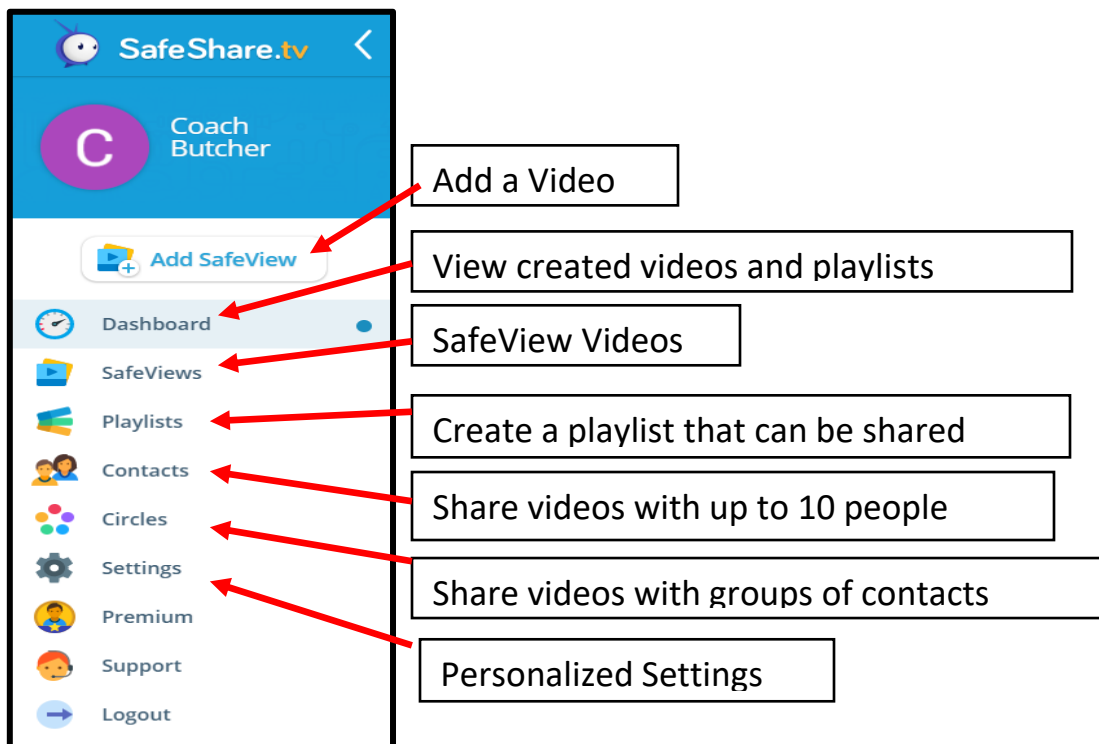 SafeShare.tv
C
Coach
Butcher
Add SafeView
Dashboard
SafeViews
Playlists
Contacts
Circles
Settings
Premium
Support
Logout
Add a Video
View created videos and playlists
SafeView Videos
Create a playlist that can be shared
Share videos with up to 10 people
Share videos with groups of contacts
Personalized Settings